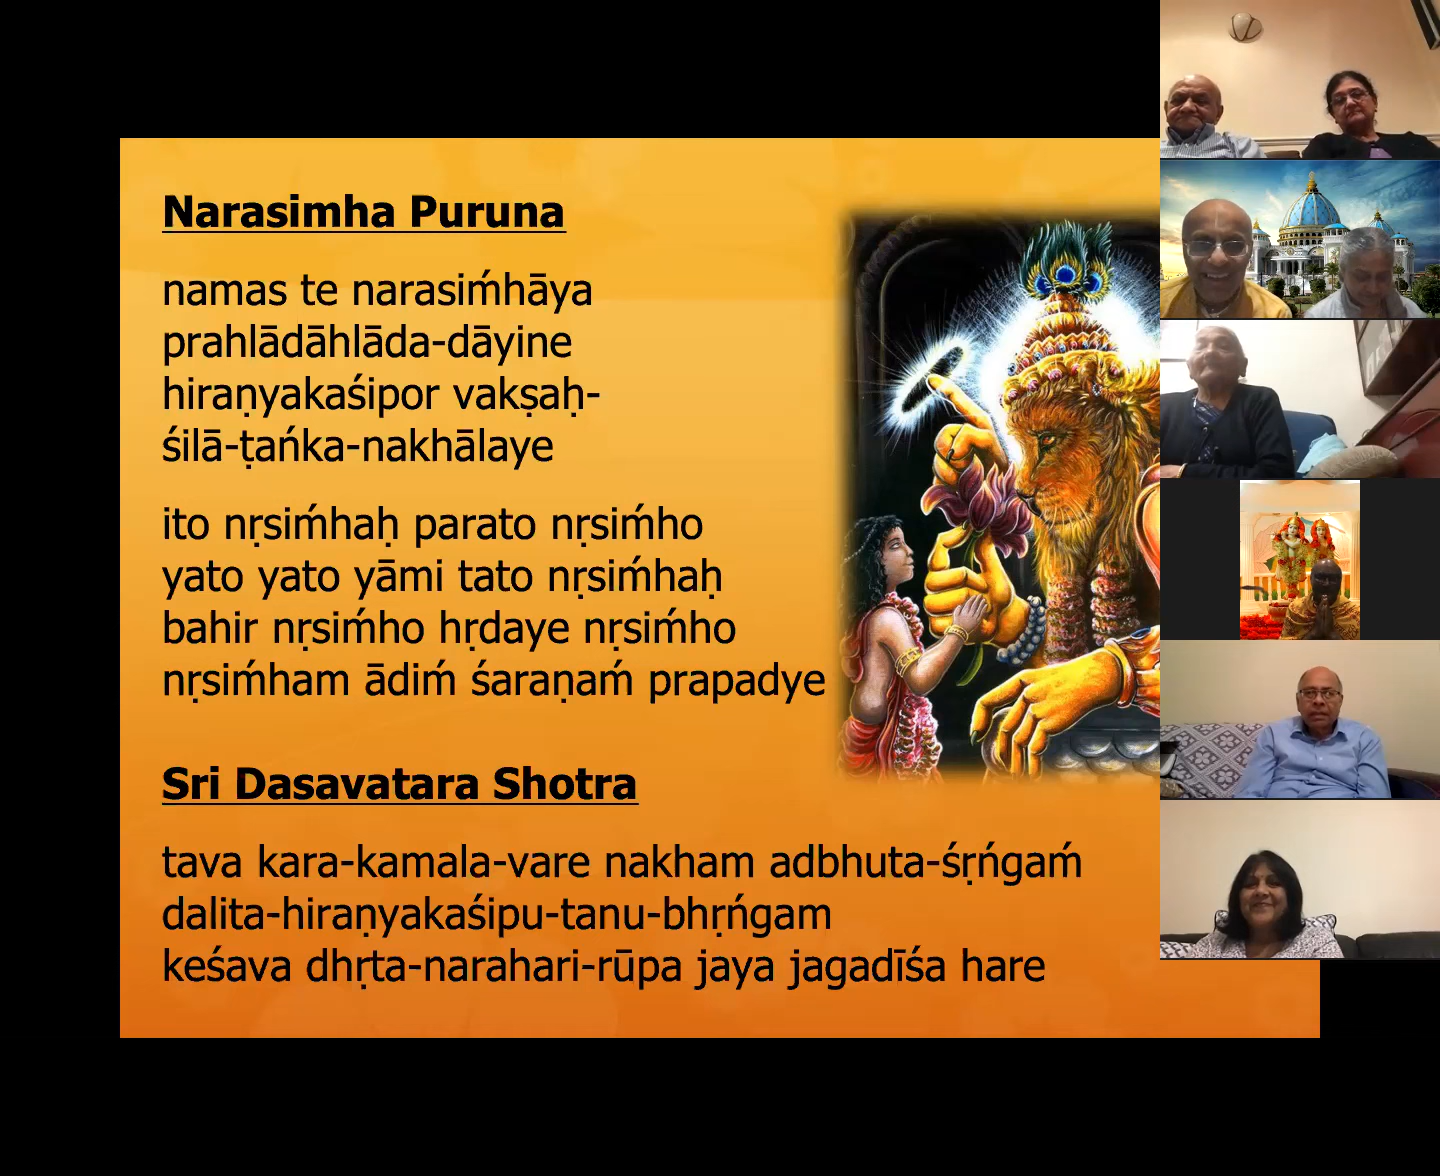 Narasimha Puruna
namas te narasiḿhāya
prahlādāhlāda-dāyine
hiraṇyakaśipor vakṣaḥ-
śilā-ṭańka-nakhālaye
ito nṛsiḿhaḥ parato nṛsiḿho
yato yato yāmi tato nṛsiḿhaḥ
bahir nṛsiḿho hṛdaye nṛsiḿho
nṛsiḿham ādiḿ śaraṇaḿ prapadye
Sri Dasavatara Shotra
tava kara-kamala-vare nakham adbhuta-śṛńgaḿ
dalita-hiraṇyakaśipu-tanu-bhṛńgam
keśava dhṛta-narahari-rūpa jaya jagadīśa hare